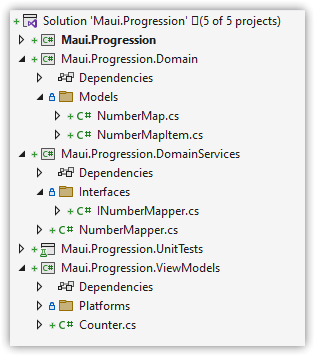 Solution 'Maui.Progression' (5 of 5 projects)
C# Maui.Progression
C# Maui.Progression.Domain
Dependencies
Models
C# NumberMap.cs
C# NumberMapItem.cs
C# Maui.Progression.DomainServices
Dependencies
Interfaces
C# INumberMapper.cs
C# NumberMapper.cs
Maui.Progression.UnitTests
C# Maui.Progression.ViewModels
Dependencies
Platforms
C# Counter.cs